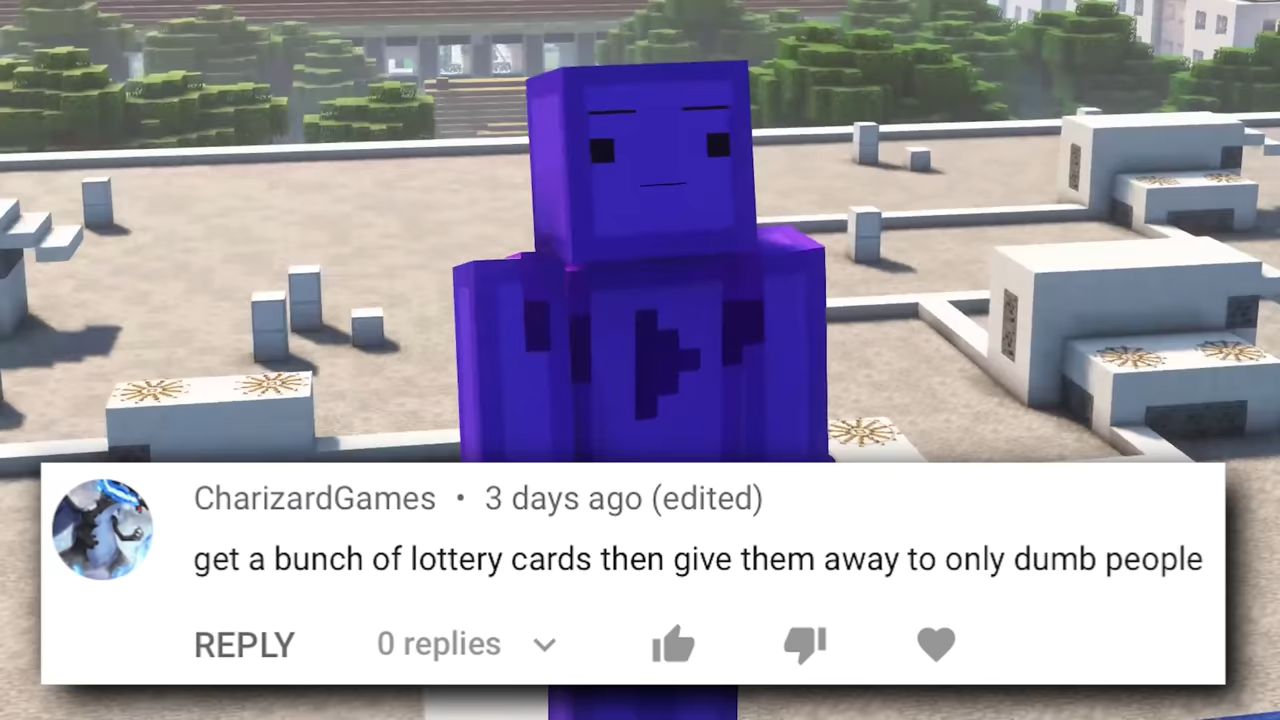 CharizardGames • 3 days ago (edited)
get a bunch of lottery cards then give them away to only dumb people
REPLY 0 replies